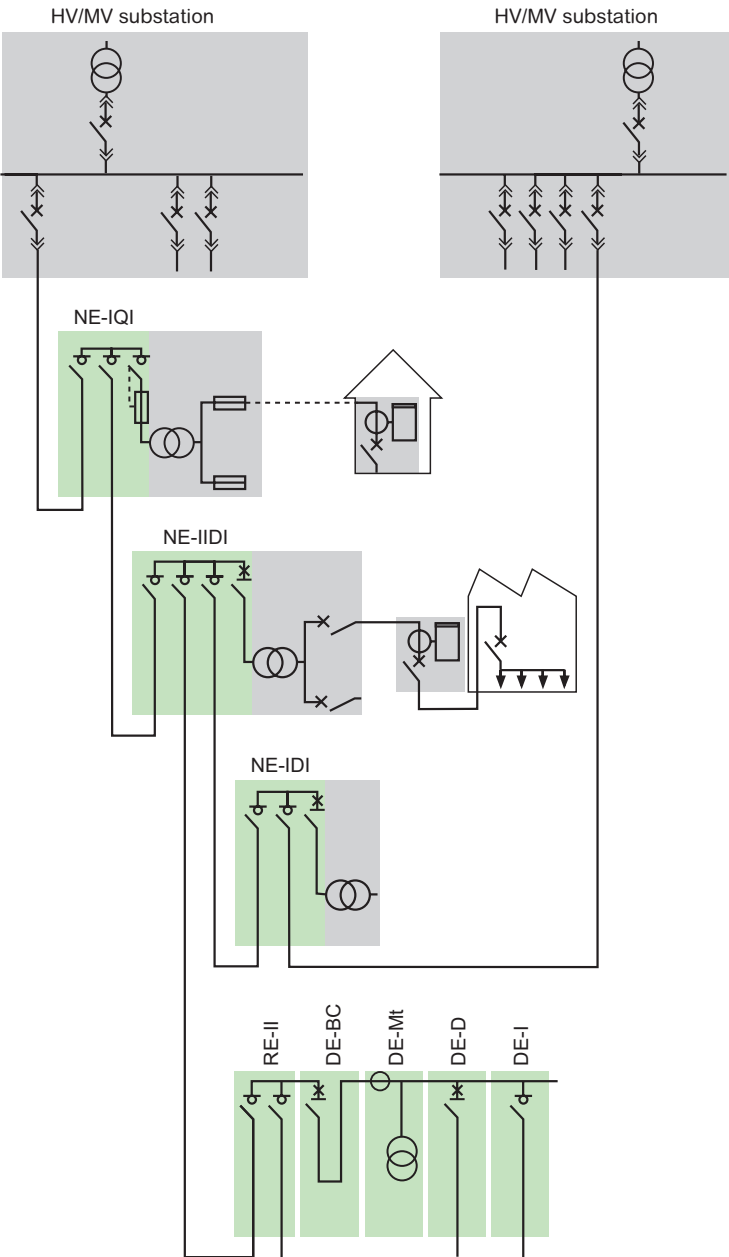 HV/MV substation
HV/MV substation
NE-IQI
NE-IIDI
NE-IDI
RE-II
DE-BC
DE-Mt
DE-D
DE-I